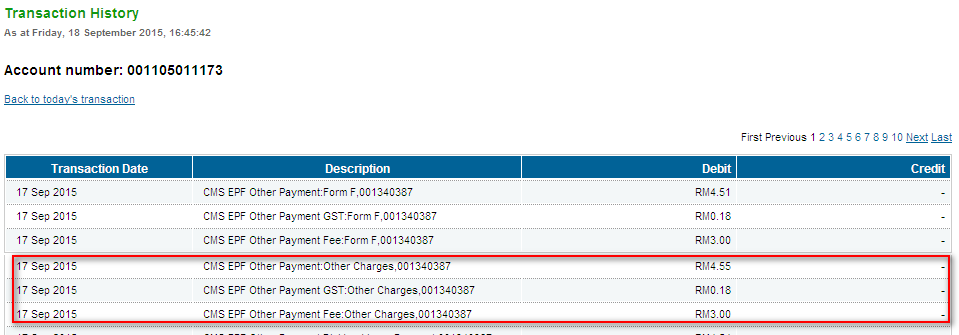 Transaction History
As at Friday, 18 September 2015, 16:45:42
Account number: 001105011173
Back to today's transaction
First Previous 1 2 3 4 5 6 7 8 9 10 Next Last
Transaction Date Description Debit Credit
17 Sep 2015 CMS EPF Other Payment:Form F,001340387 RM4.51 -
17 Sep 2015 CMS EPF Other Payment GST:Form F,001340387 RM0.18 -
17 Sep 2015 CMS EPF Other Payment Fee:Form F,001340387 RM3.00 -
17 Sep 2015 CMS EPF Other Payment:Other Charges,001340387 RM4.55 -
17 Sep 2015 CMS EPF Other Payment GST:Other Charges,001340387 RM0.18 -
17 Sep 2015 CMS EPF Other Payment Fee:Other Charges,001340387 RM3.00 -